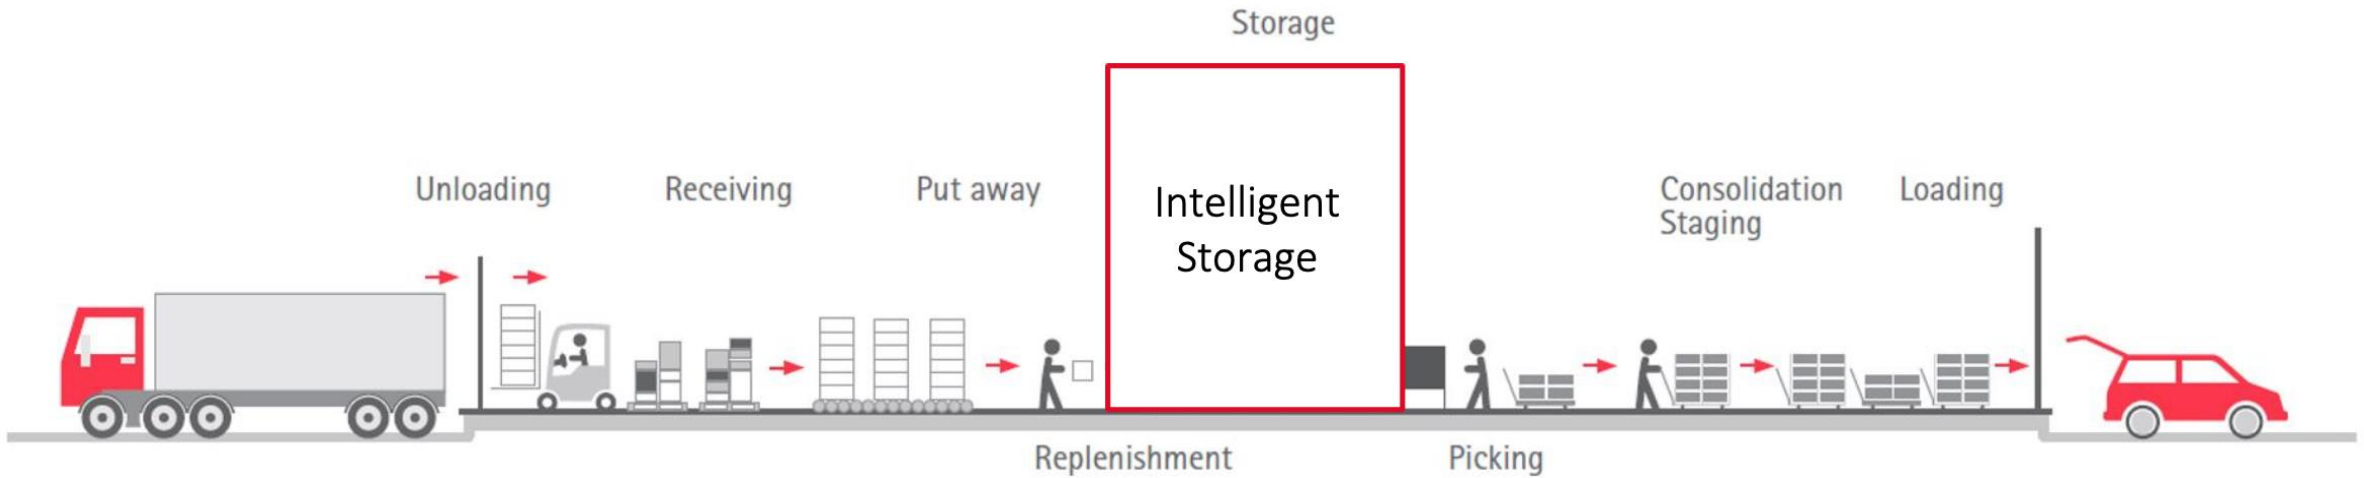 Storage
Unloading
Receiving
Put away
Intelligent
Storage
Consolidation
Staging
Loading
Replenishment
Picking